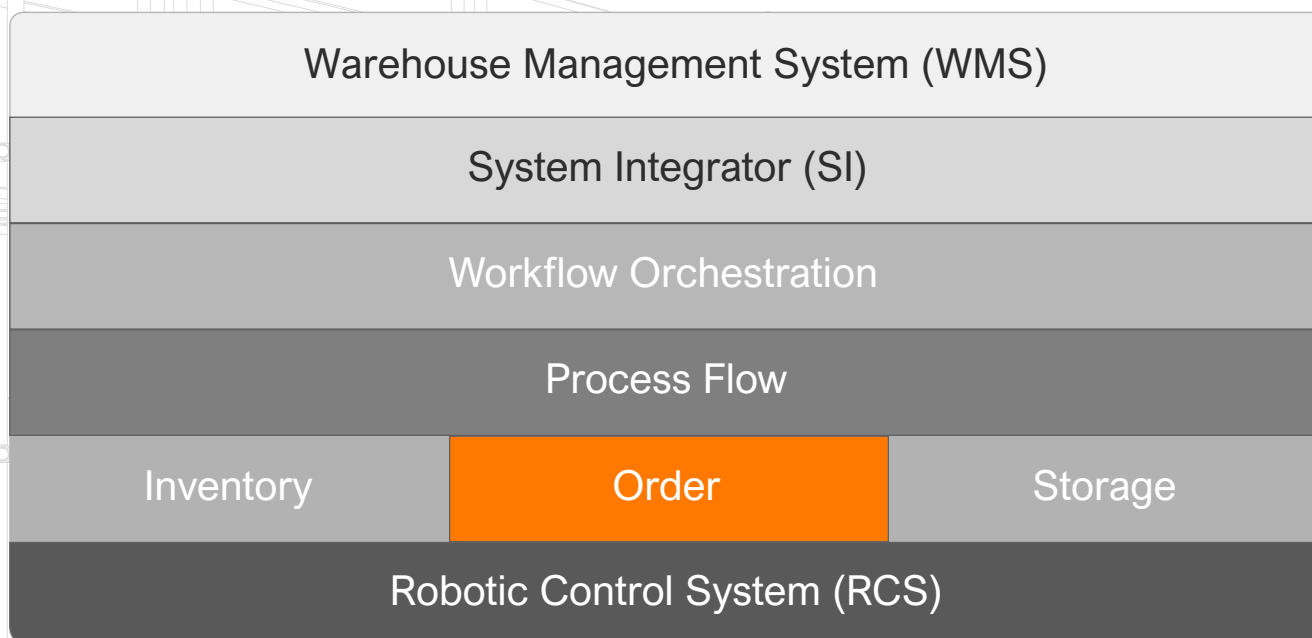 Warehouse Management System (WMS)
System Integrator (SI)
Workflow Orchestration
Process Flow
Inventory
Order
Storage
Robotic Control System (RCS)